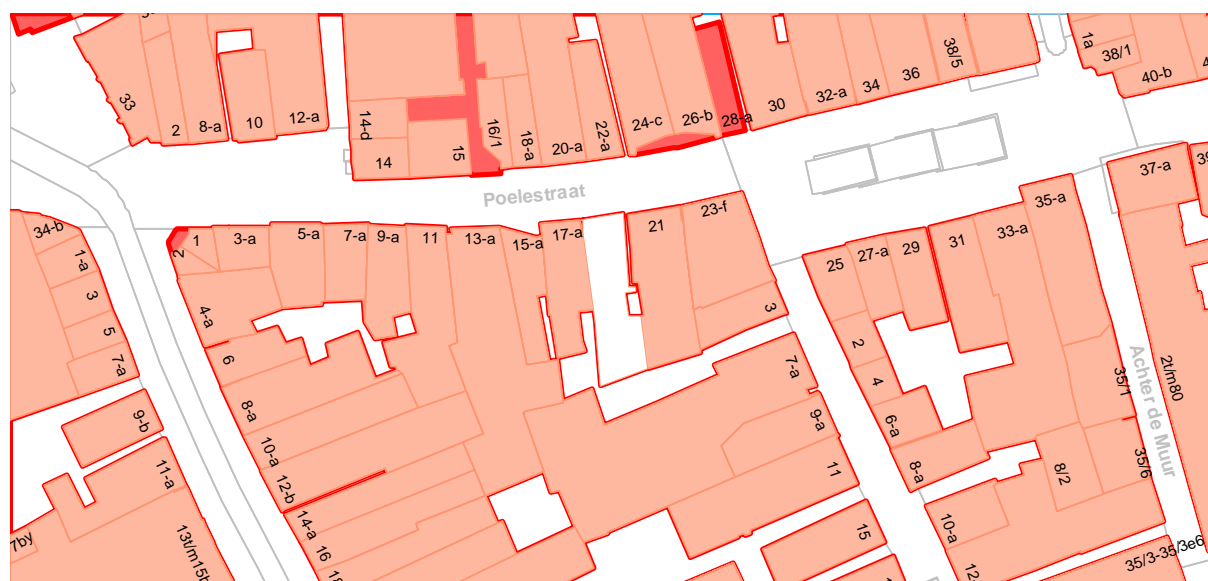 33
2
8-a
10
12-a
14-d
14
15
16/1
18-a
20-a
22-a
24-c
26-b
28-a
30
32-a
34
36
38/5
1a
38/1
40-b
Poelestraat
34-b
1-a
3
5
7-a
9-b
11-a
13t/m15b
7by
2
1
3-a
5-a
7-a
9-a
11
13-a
15-a
17-a
21
23-f
3
4-a
6
8-a
10-a
12-b
14-a
16
7-a
9-a
11
15
25
27-a
29
31
33-a
35-a
37-a
39
2
4
6-a
8-a
10-a
12-
8/2
35/1
35/6
Achter de Muur
2t/m80
35/3-35/3e6